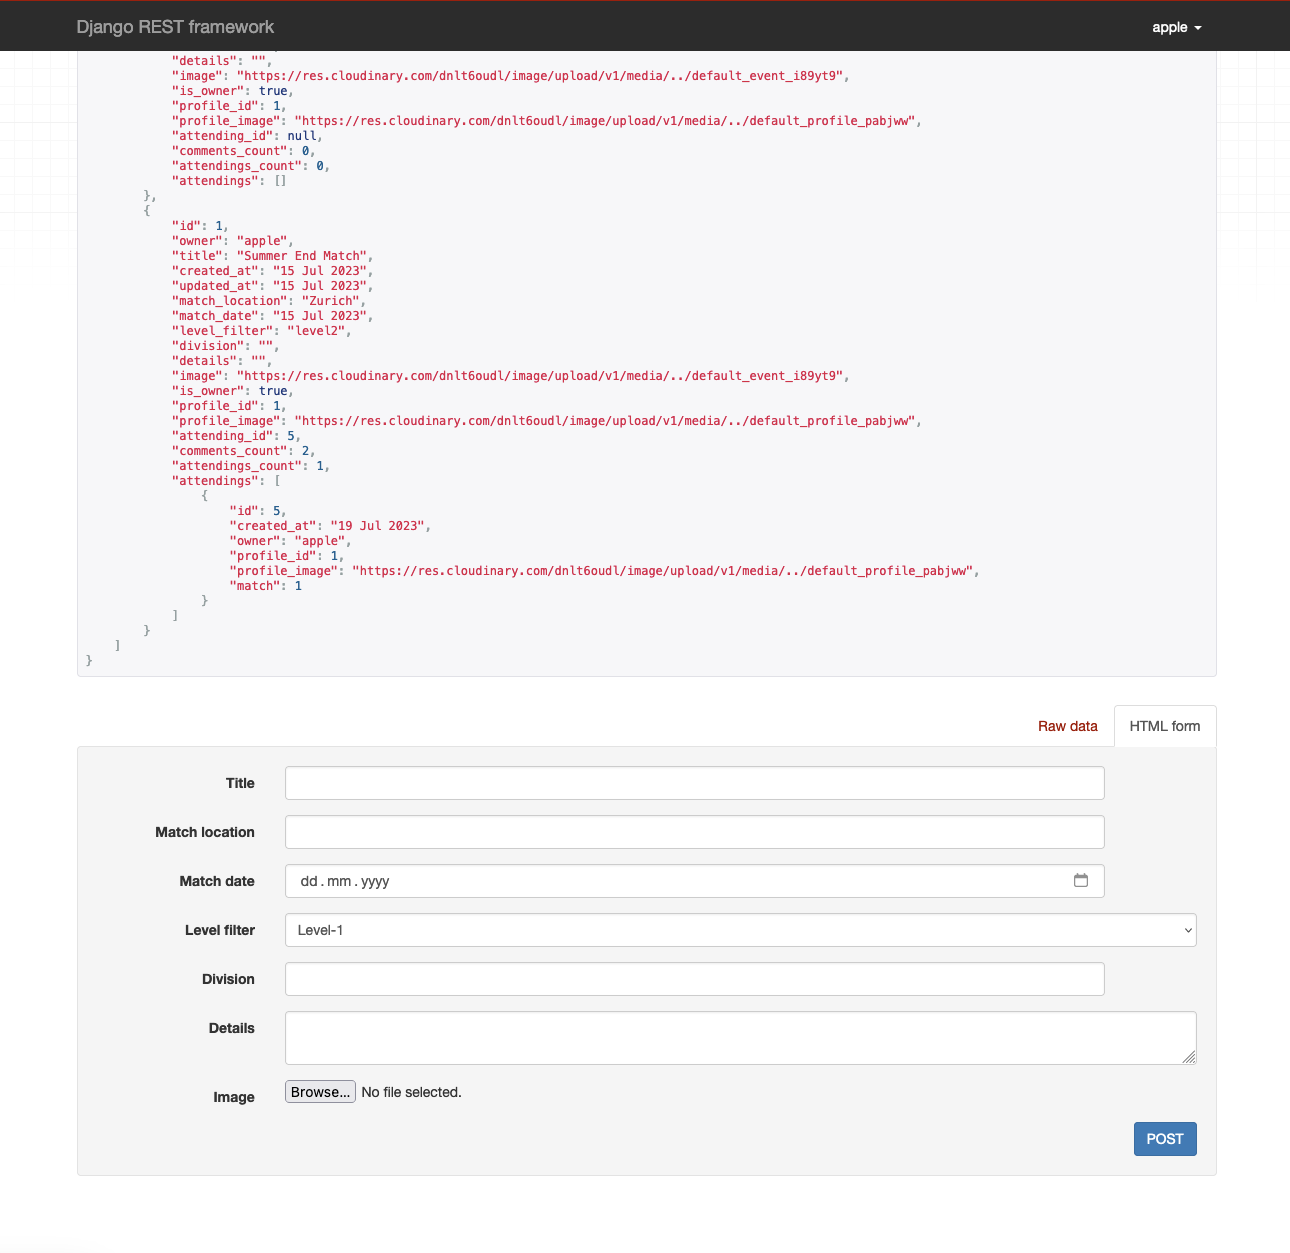 Django REST framework
apple
"details": "",
"image": "https://res.cloudinary.com/dnlt6oudl/image/upload/v1/media/../default_event_i89yt9",
"is_owner": true,
"profile_id": 1,
"profile_image": "https://res.cloudinary.com/dnlt6oudl/image/upload/v1/media/../default_profile_pabjww",
"attending_id": null,
"comments_count": 0,
"attendings_count": 0,
"attendings": []
},
{
"id": 1,
"owner": "apple",
"title": "Summer End Match",
"created_at": "15 Jul 2023",
"updated_at": "15 Jul 2023",
"match_location": "Zurich",
"match_date": "15 Jul 2023",
"level_filter": "level2",
"division": "",
"details": "",
"image": "https://res.cloudinary.com/dnlt6oudl/image/upload/v1/media/../default_event_i89yt9",
"is_owner": true,
"profile_id": 1,
"profile_image": "https://res.cloudinary.com/dnlt6oudl/image/upload/v1/media/../default_profile_pabjww",
"attending_id": 5,
"comments_count": 2,
"attendings_count": 1,
"attendings": [
{
"id": 5,
"created_at": "19 Jul 2023",
"owner": "apple",
"profile_id": 1,
"profile_image": "https://res.cloudinary.com/dnlt6oudl/image/upload/v1/media/../default_profile_pabjww",
"match": 1
}
]
}
]
}
Raw data
HTML form
Title
Match location
Match date
dd . mm . yyyy
Level filter
Level-1
Division
Details
Image
Browse... No file selected.
POST